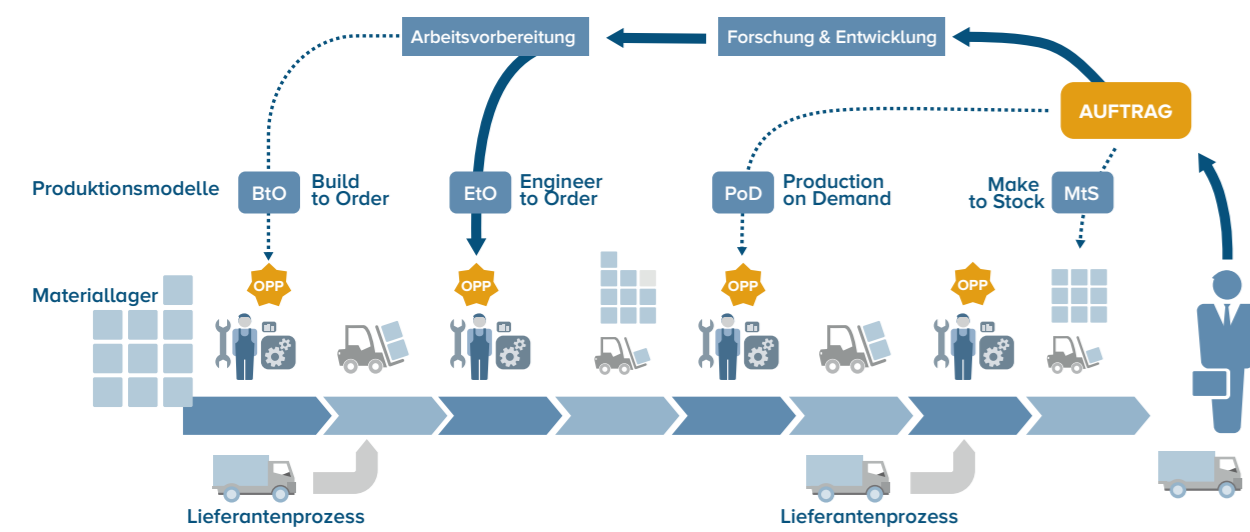 Arbeitsvorbereitung
Forschung & Entwicklung
AUFTRAG
Produktionsmodelle
BtO
Build
to Order
EtO
Engineer
to Order
PoD
Production
on Demand
Make
to Stock
MtS
Materiallager
OPP
OPP
OPP
OPP
Lieferantenprozess
Lieferantenprozess